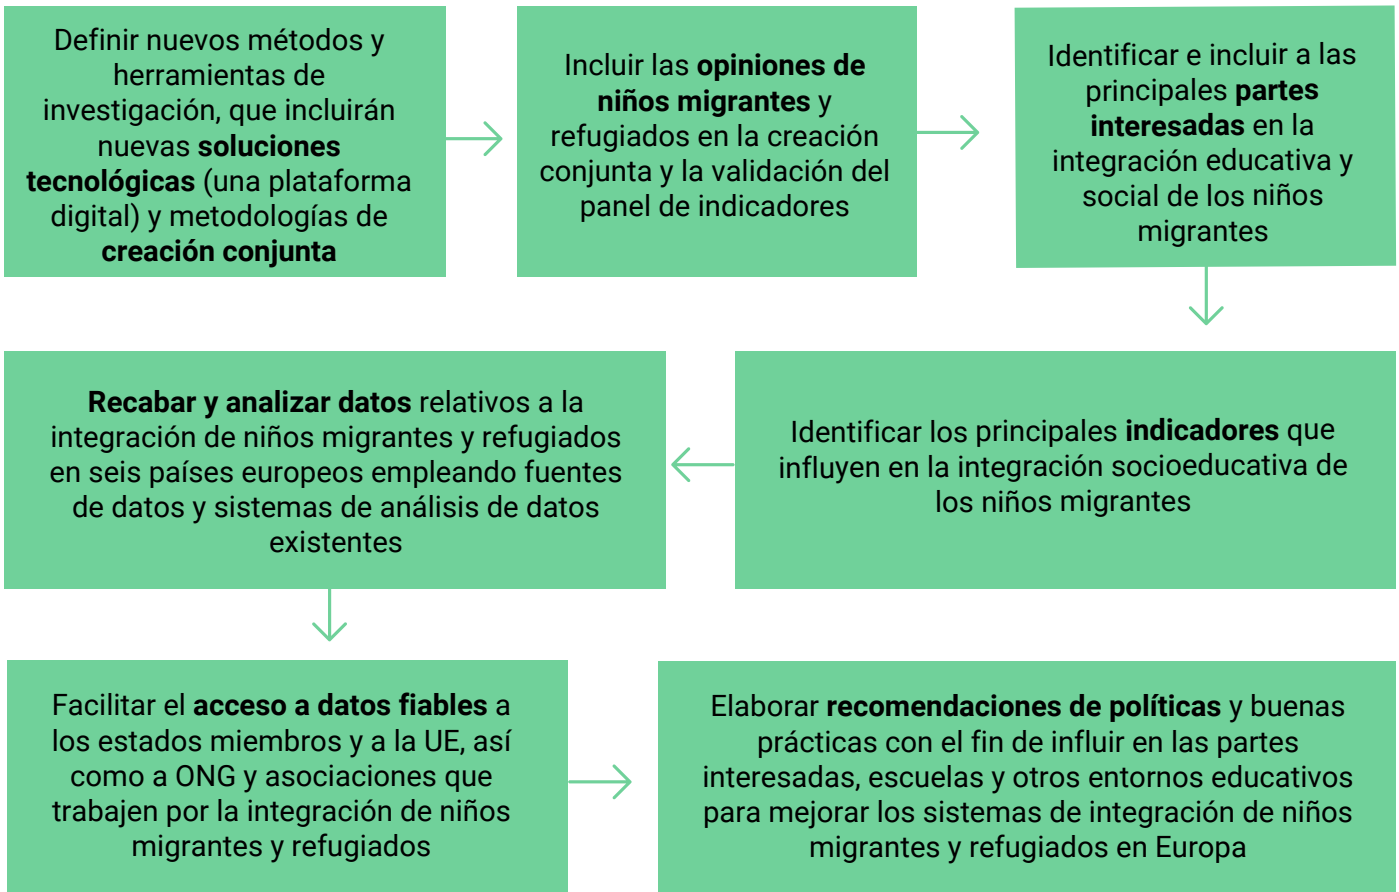 Definir nuevos métodos y
herramientas de
investigación, que incluirán
nuevas soluciones
tecnológicas (una plataforma
digital) y metodologías de
creación conjunta
Incluir las opiniones de
niños migrantes y
refugiados en la creación
conjunta y la validación del
panel de indicadores
Identificar e incluir a las
principales partes
interesadas en la
integración educativa y
social de los niños
migrantes
Identificar los principales indicadores que
influyen en la integración socioeducativa de
los niños migrantes
Recabar y analizar datos relativos a la
integración de niños migrantes y refugiados
en seis países europeos empleando fuentes
de datos y sistemas de análisis de datos
existentes
Facilitar el acceso a datos fiables a
los estados miembros y a la UE, así
como a ONG y asociaciones que
trabajen por la integración de niños
migrantes y refugiados
Elaborar recomendaciones de políticas y buenas
prácticas con el fin de influir en las partes
interesadas, escuelas y otros entornos educativos
para mejorar los sistemas de integración de niños
migrantes y refugiados en Europa